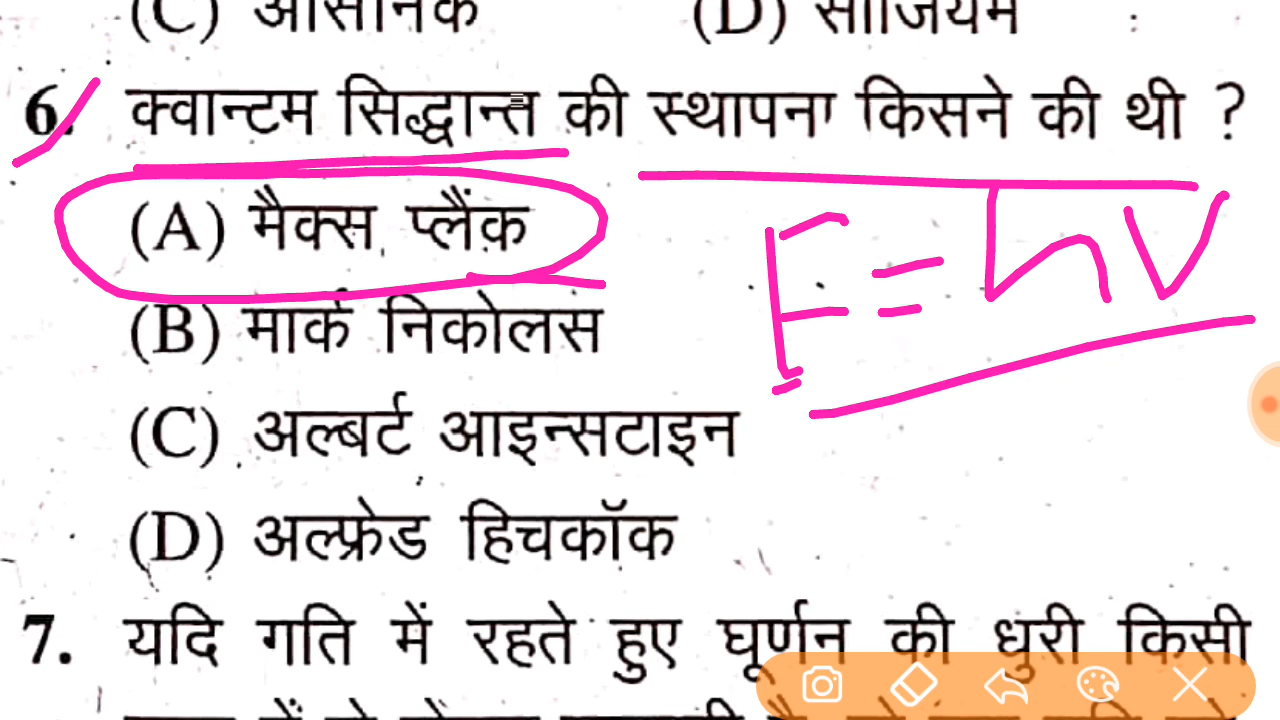 (C) आर्सेनिक (D) सोडियम
6. क्वान्टम सिद्धान्त की स्थापना किसने की थी ?
(A) मैक्स प्लैंक
E = hv
(B) मार्क निकोलस
(C) अल्बर्ट आइन्सटाइन
(D) अल्फ्रेड हिचकॉक
7. यदि गति में रहते हुए घूर्णन की धुरी किसी